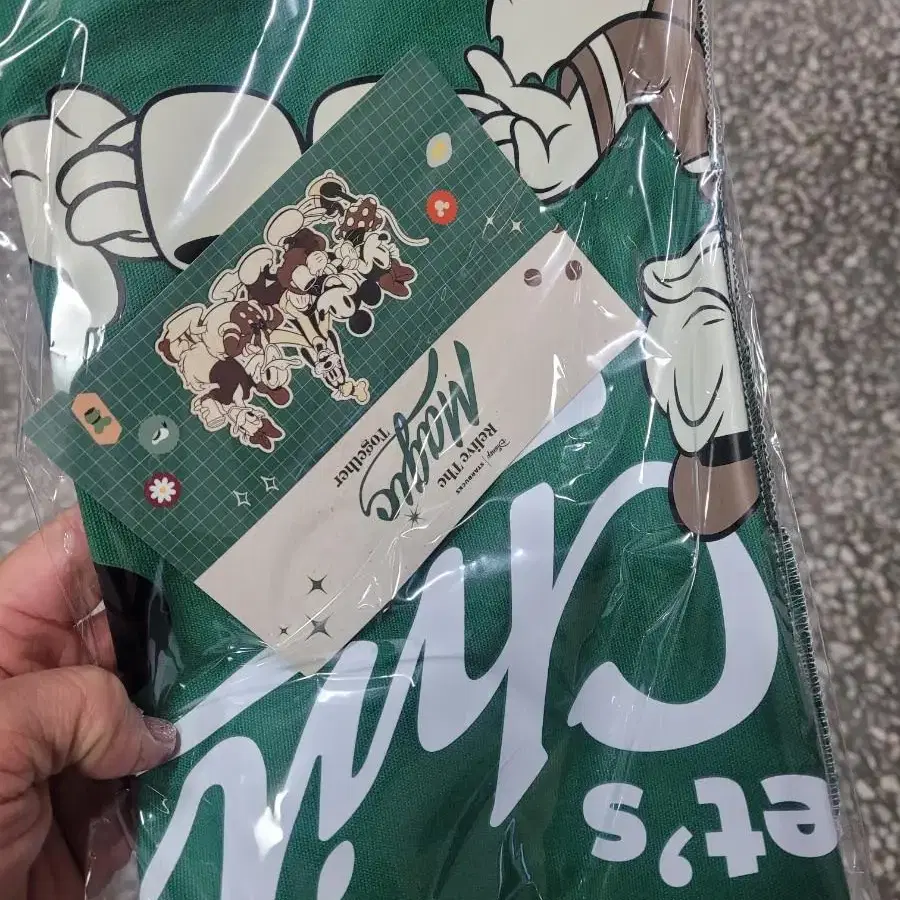 et's
Disney | STARBUCKS
Relive The
Magic
Together